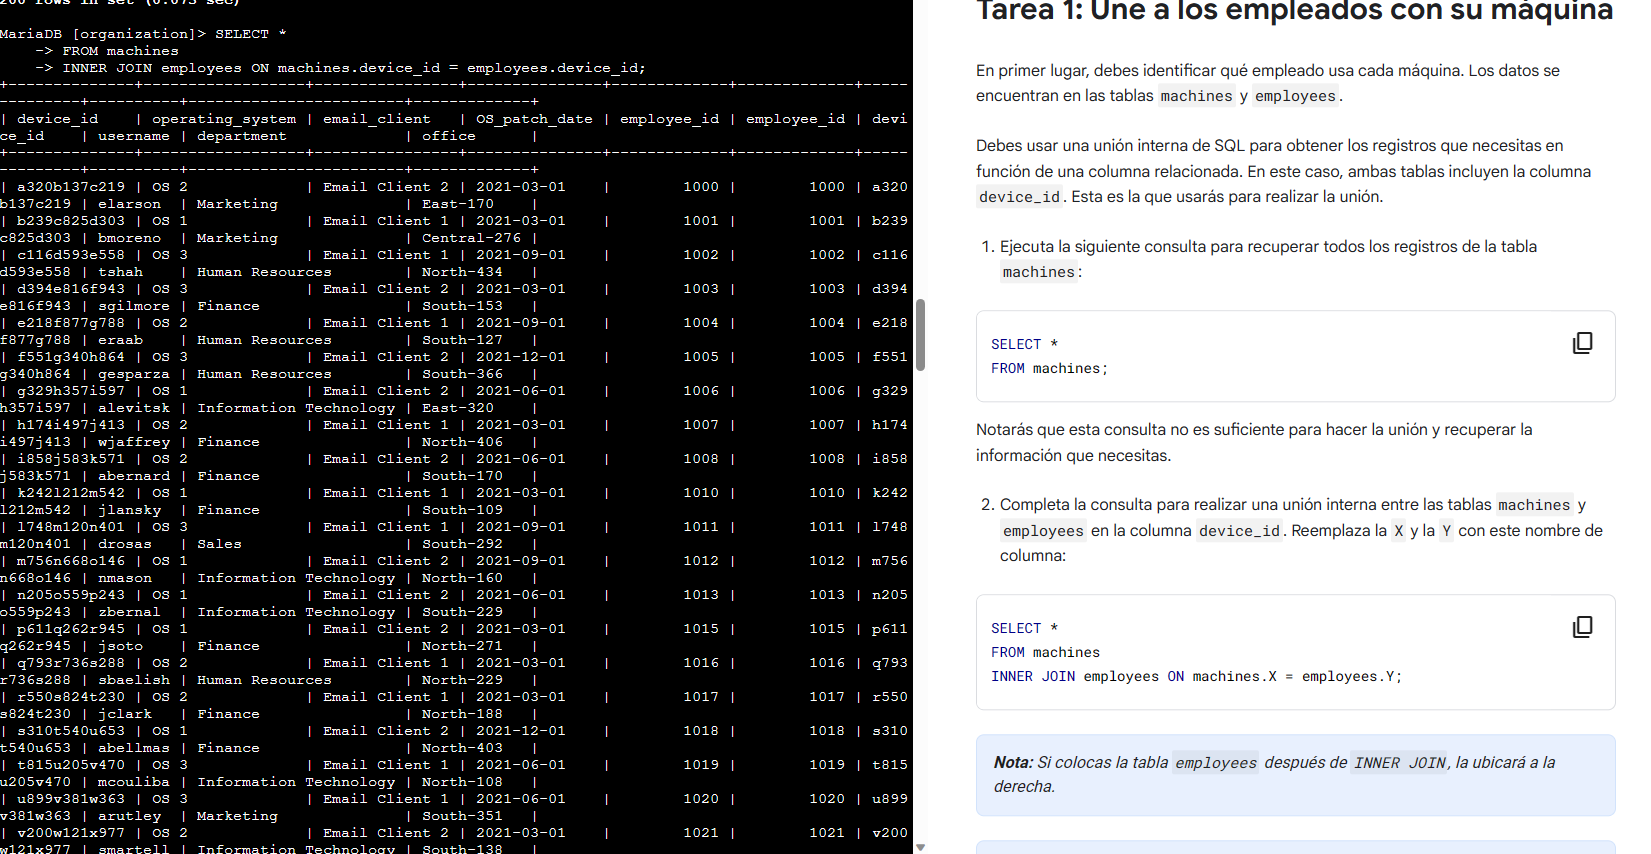 200 rows in set (0.073 sec)
MariaDB [organization]> SELECT *
    -> FROM machines
    -> INNER JOIN employees ON machines.device_id = employees.device_id;
+--------------+------------------+----------------+---------------+-------------+-------------+-----
---------+----------+------------------------+-------------+
| device_id    | operating_system | email_client   | OS_patch_date | employee_id | employee_id | devi
ce_id    | username | department             | office      |
+--------------+------------------+----------------+---------------+-------------+-------------+-----
---------+----------+------------------------+-------------+
| a320b137c219 | OS 2             | Email Client 2 | 2021-03-01    |        1000 |        1000 | a320
b137c219 | elarson  | Marketing              | East-170    |
| b239c825d303 | OS 1             | Email Client 1 | 2021-03-01    |        1001 |        1001 | b239
c825d303 | bmoreno  | Marketing              | Central-276 |
| c116d593e558 | OS 3             | Email Client 1 | 2021-09-01    |        1002 |        1002 | c116
d593e558 | tshah    | Human Resources        | North-434   |
| d394e816f943 | OS 3             | Email Client 2 | 2021-03-01    |        1003 |        1003 | d394
e816f943 | sgilmore | Finance                | South-153   |
| e218f877g788 | OS 2             | Email Client 1 | 2021-09-01    |        1004 |        1004 | e218
f877g788 | eraab    | Human Resources        | South-127   |
| f551g340h864 | OS 3             | Email Client 2 | 2021-12-01    |        1005 |        1005 | f551
g340h864 | gesparza | Human Resources        | South-366   |
| g329h357i597 | OS 1             | Email Client 2 | 2021-06-01    |        1006 |        1006 | g329
h357i597 | alevitsk | Information Technology | East-320    |
| h174i497j413 | OS 2             | Email Client 1 | 2021-03-01    |        1007 |        1007 | h174
i497j413 | wjaffrey | Finance                | North-406   |
| i858j583k571 | OS 2             | Email Client 2 | 2021-06-01    |        1008 |        1008 | i858
j583k571 | abernard | Finance                | South-170   |
| k242l212m542 | OS 1             | Email Client 1 | 2021-03-01    |        1010 |        1010 | k242
l212m542 | jlansky  | Finance                | South-109   |
| l748m120n401 | OS 3             | Email Client 1 | 2021-09-01    |        1011 |        1011 | l748
m120n401 | drosas   | Sales                  | South-292   |
| m756n668o146 | OS 1             | Email Client 2 | 2021-09-01    |        1012 |        1012 | m756
n668o146 | nmason   | Information Technology | North-160   |
| n205o559p243 | OS 1             | Email Client 2 | 2021-06-01    |        1013 |        1013 | n205
o559p243 | zbernal  | Information Technology | South-229   |
| p611q262r945 | OS 1             | Email Client 2 | 2021-03-01    |        1015 |        1015 | p611
q262r945 | jsoto    | Finance                | North-271   |
| q793r736s288 | OS 2             | Email Client 1 | 2021-03-01    |        1016 |        1016 | q793
r736s288 | sbaelish | Human Resources        | North-229   |
| r550s824t230 | OS 2             | Email Client 1 | 2021-03-01    |        1017 |        1017 | r550
s824t230 | jclark   | Finance                | North-188   |
| s310t540u653 | OS 1             | Email Client 2 | 2021-12-01    |        1018 |        1018 | s310
t540u653 | abellmas | Finance                | North-403   |
| t815u205v470 | OS 3             | Email Client 1 | 2021-06-01    |        1019 |        1019 | t815
u205v470 | mcouliba | Information Technology | North-108   |
| u899v381w363 | OS 3             | Email Client 1 | 2021-06-01    |        1020 |        1020 | u899
v381w363 | arutley  | Marketing              | South-351   |
| v200w121x977 | OS 2             | Email Client 2 | 2021-03-01    |        1021 |        1021 | v200
w121x977 | smartell | Information Technology | South-138   |
Tarea 1: Une a los empleados con su máquina
En primer lugar, debes identificar qué empleado usa cada máquina. Los datos se
encuentran en las tablas machines y employees.
Debes usar una unión interna de SQL para obtener los registros que necesitas en
función de una columna relacionada. En este caso, ambas tablas incluyen la columna
device_id. Esta es la que usarás para realizar la unión.
1. Ejecuta la siguiente consulta para recuperar todos los registros de la tabla
machines:
SELECT *
FROM machines;
Notarás que esta consulta no es suficiente para hacer la unión y recuperar la
información que necesitas.
2. Completa la consulta para realizar una unión interna entre las tablas machines y
employees en la columna device_id. Reemplaza la X y la Y con este nombre de
columna:
SELECT *
FROM machines
INNER JOIN employees ON machines.X = employees.Y;
Nota: Si colocas la tabla employees después de INNER JOIN, la ubicará a la
derecha.